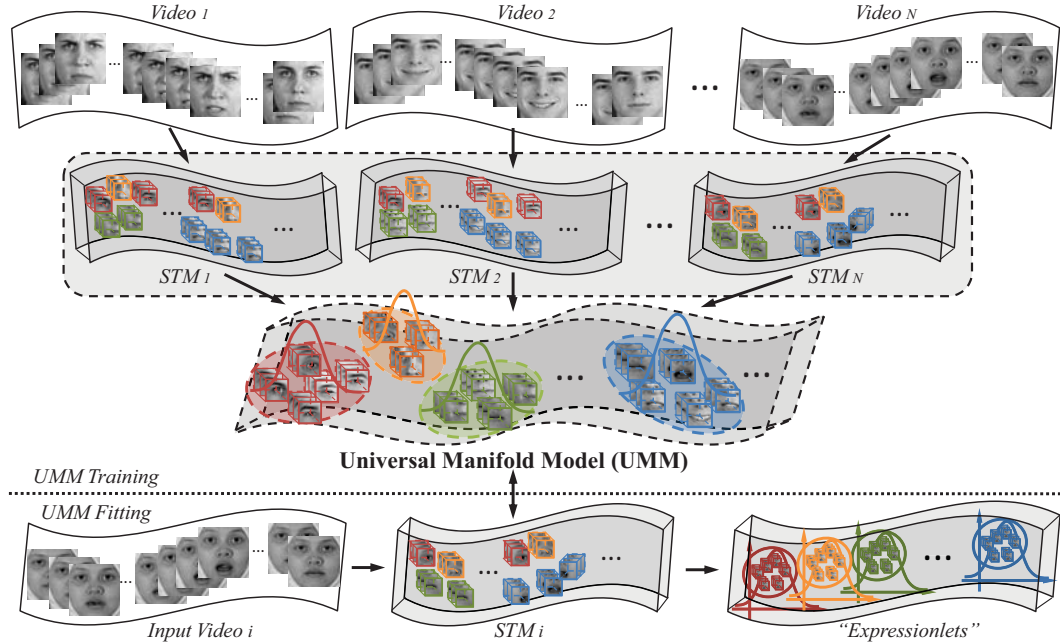 Video 1
Video 2
Video N
STM 1
STM 2
STM N
Universal Manifold Model (UMM)
UMM Training
UMM Fitting
Input Video i
STM i
“Expressionlets”